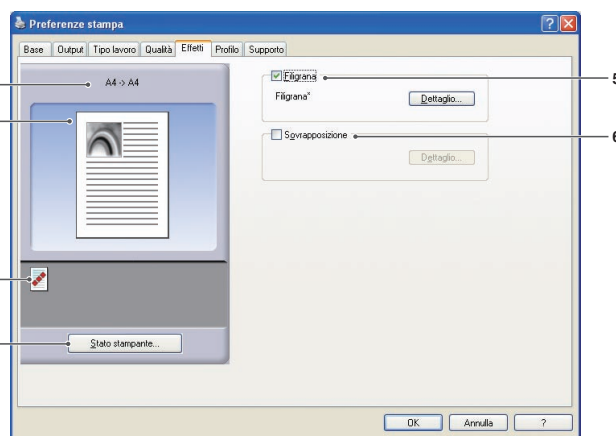 Preferenze stampa
Base Output Tipo lavoro Qualità Effetti Profilo Supporto
A4 -> A4
Filigrana 5
Filigrana" Dettaglio...
Sovrapposizione 6
Dettaglio...
Stato stampante...
OK Annulla ?